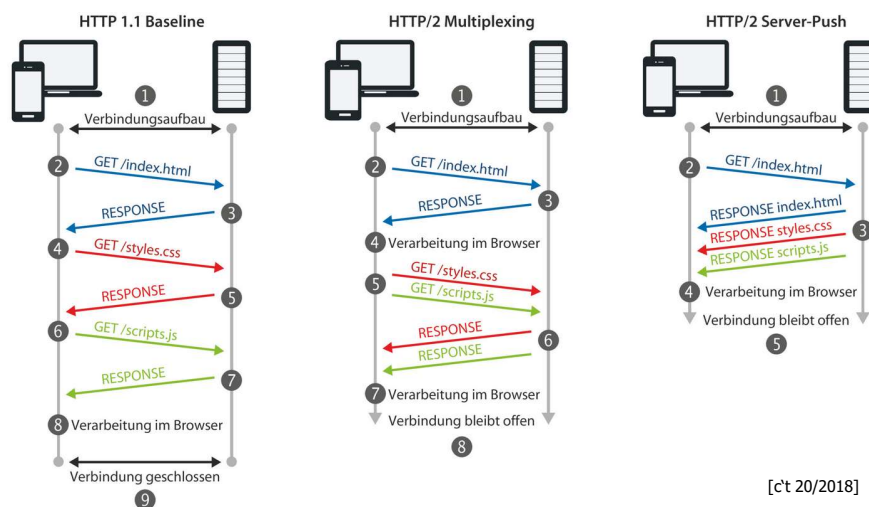 HTTP 1.1 Baseline
1
Verbindungsaufbau
2
GET /index.html
RESPONSE
3
4
GET /styles.css
RESPONSE
5
6
GET /scripts.js
RESPONSE
7
8 Verarbeitung im Browser
Verbindung geschlossen
9
HTTP/2 Multiplexing
1
Verbindungsaufbau
2
GET /index.html
3
RESPONSE
4 Verarbeitung im Browser
GET /styles.css
5
GET /scripts.js
RESPONSE
6
RESPONSE
7 Verarbeitung im Browser
Verbindung bleibt offen
8
HTTP/2 Server-Push
1
Verbindungsaufbau
2
GET /index.html
RESPONSE index.html
RESPONSE styles.css
3
RESPONSE scripts.js
4 Verarbeitung im Browser
Verbindung bleibt offen
5
[c't 20/2018]